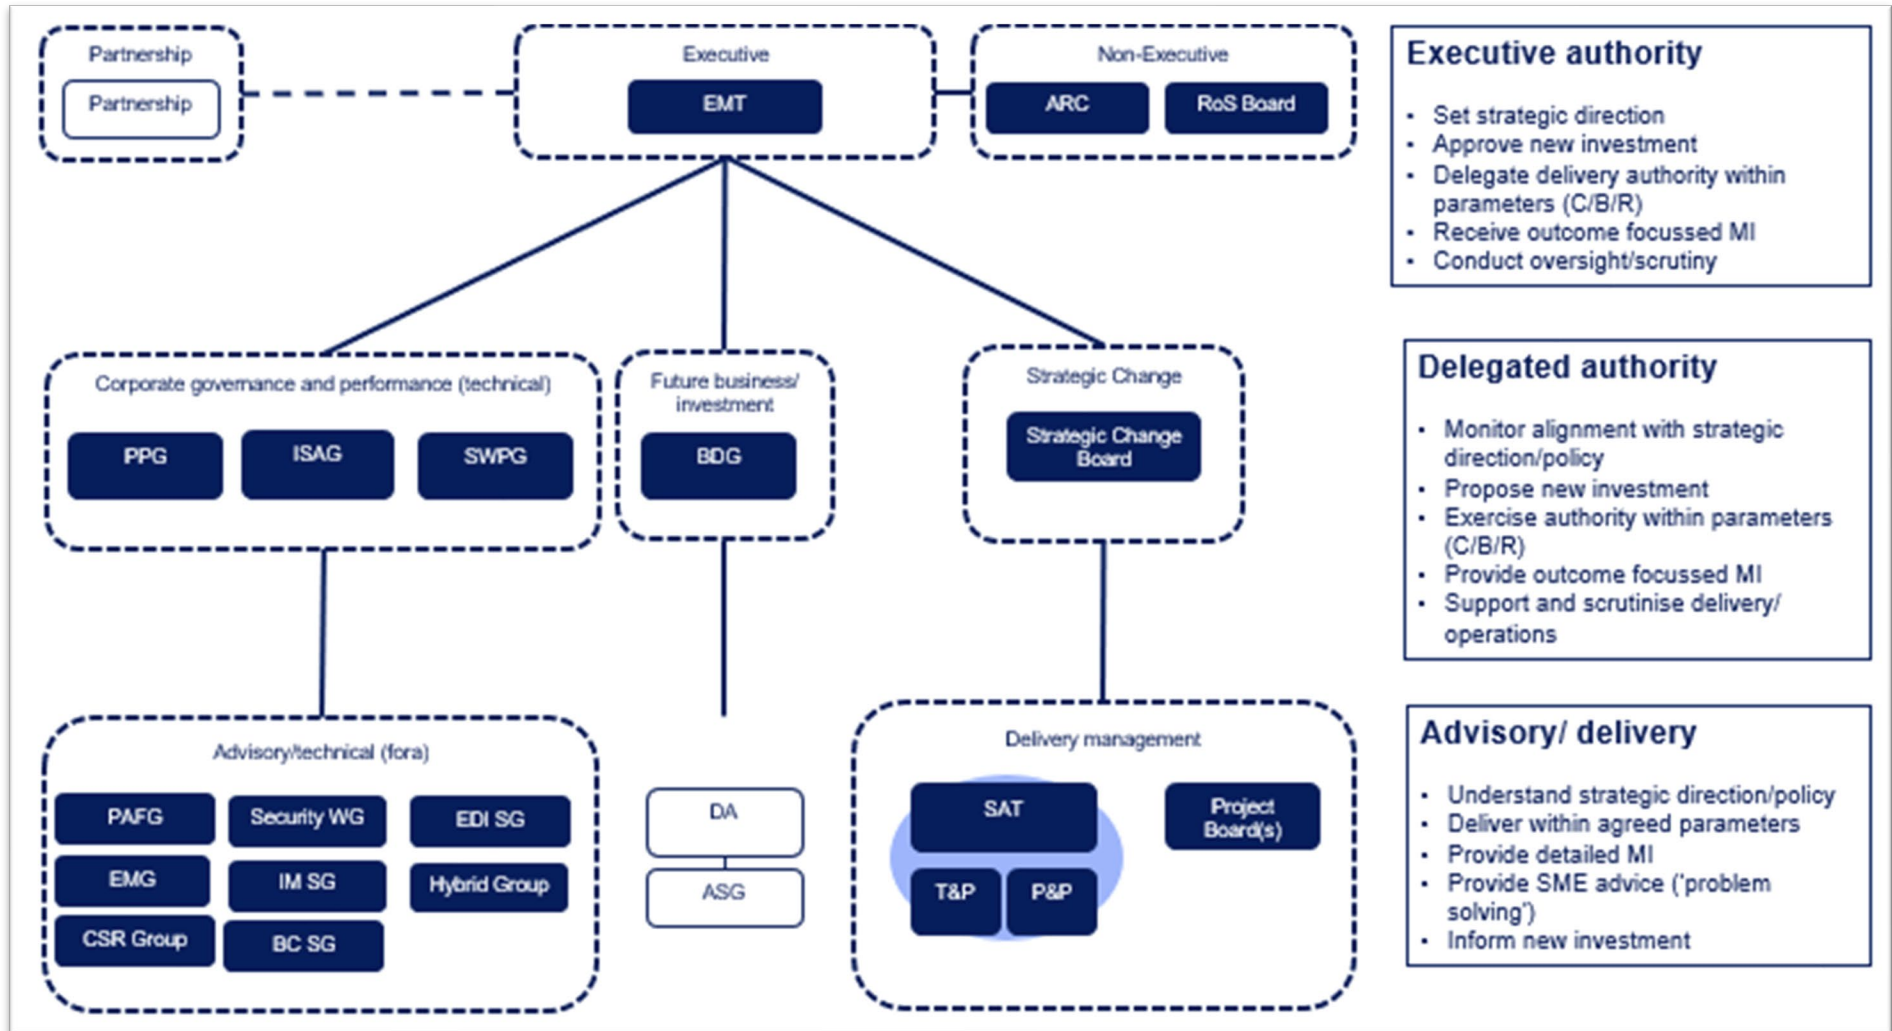 Partnership
Partnership
Executive
EMT
Non-Executive
ARC
RoS Board
Executive authority
• Set strategic direction
• Approve new investment
• Delegate delivery authority within
parameters (C/B/R)
• Receive outcome focussed MI
• Conduct oversight/scrutiny
Corporate governance and performance (technical)
PPG
ISAG
SWPG
Future business/
investment
BDG
Strategic Change
Strategic Change
Board
Delegated authority
• Monitor alignment with strategic
direction/policy
• Propose new investment
• Exercise authority within parameters
(C/B/R)
• Provide outcome focussed MI
• Support and scrutinise delivery/
operations
Advisory/technical (fora)
PAFG
Security WG
EDI SG
EMG
IM SG
Hybrid Group
CSR Group
BC SG
DA
ASG
Delivery management
SAT
T&P
P&P
Project
Board(s)
Advisory/ delivery
• Understand strategic direction/policy
• Deliver within agreed parameters
• Provide detailed MI
• Provide SME advice ('problem
solving')
• Inform new investment